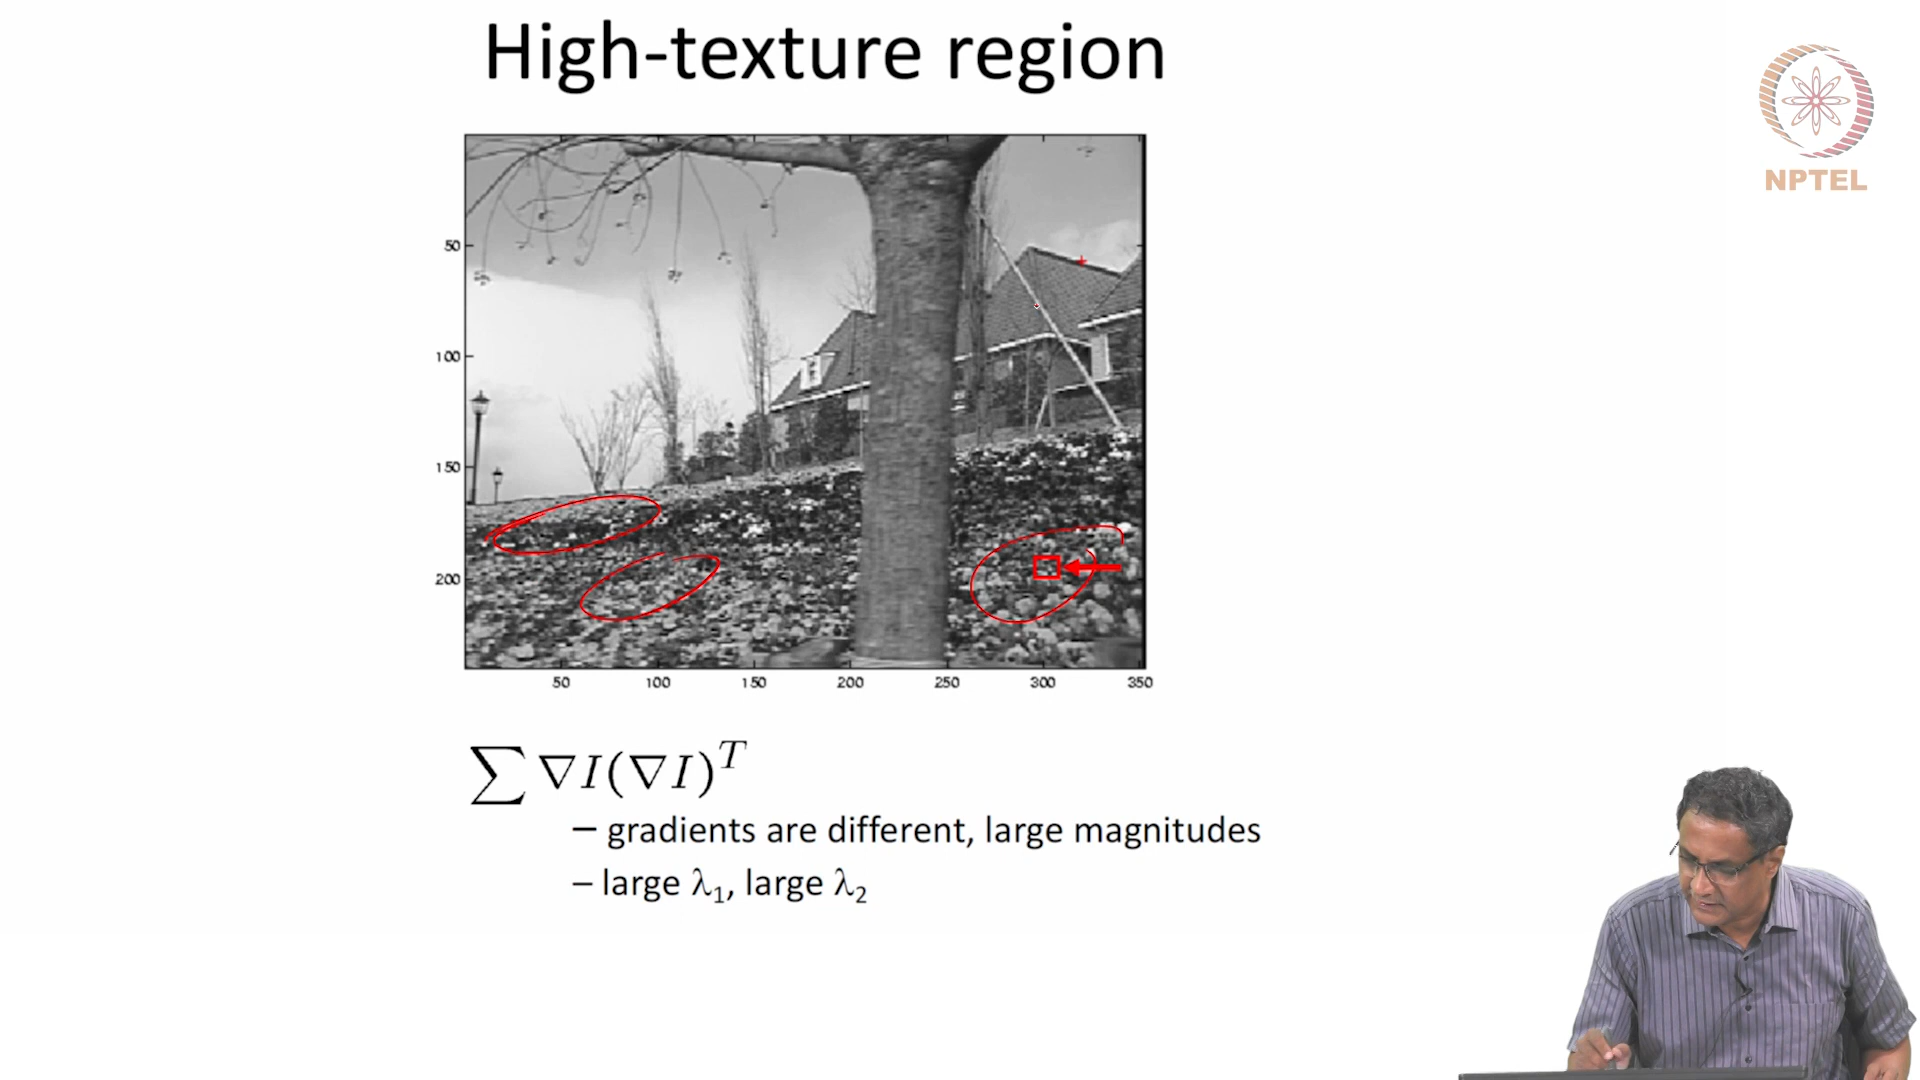 High-texture region
NPTEL
50
100
150
200
50 100 150 200 250 300 350
∑ ∇I(∇I)^T
– gradients are different, large magnitudes
– large λ₁, large λ₂